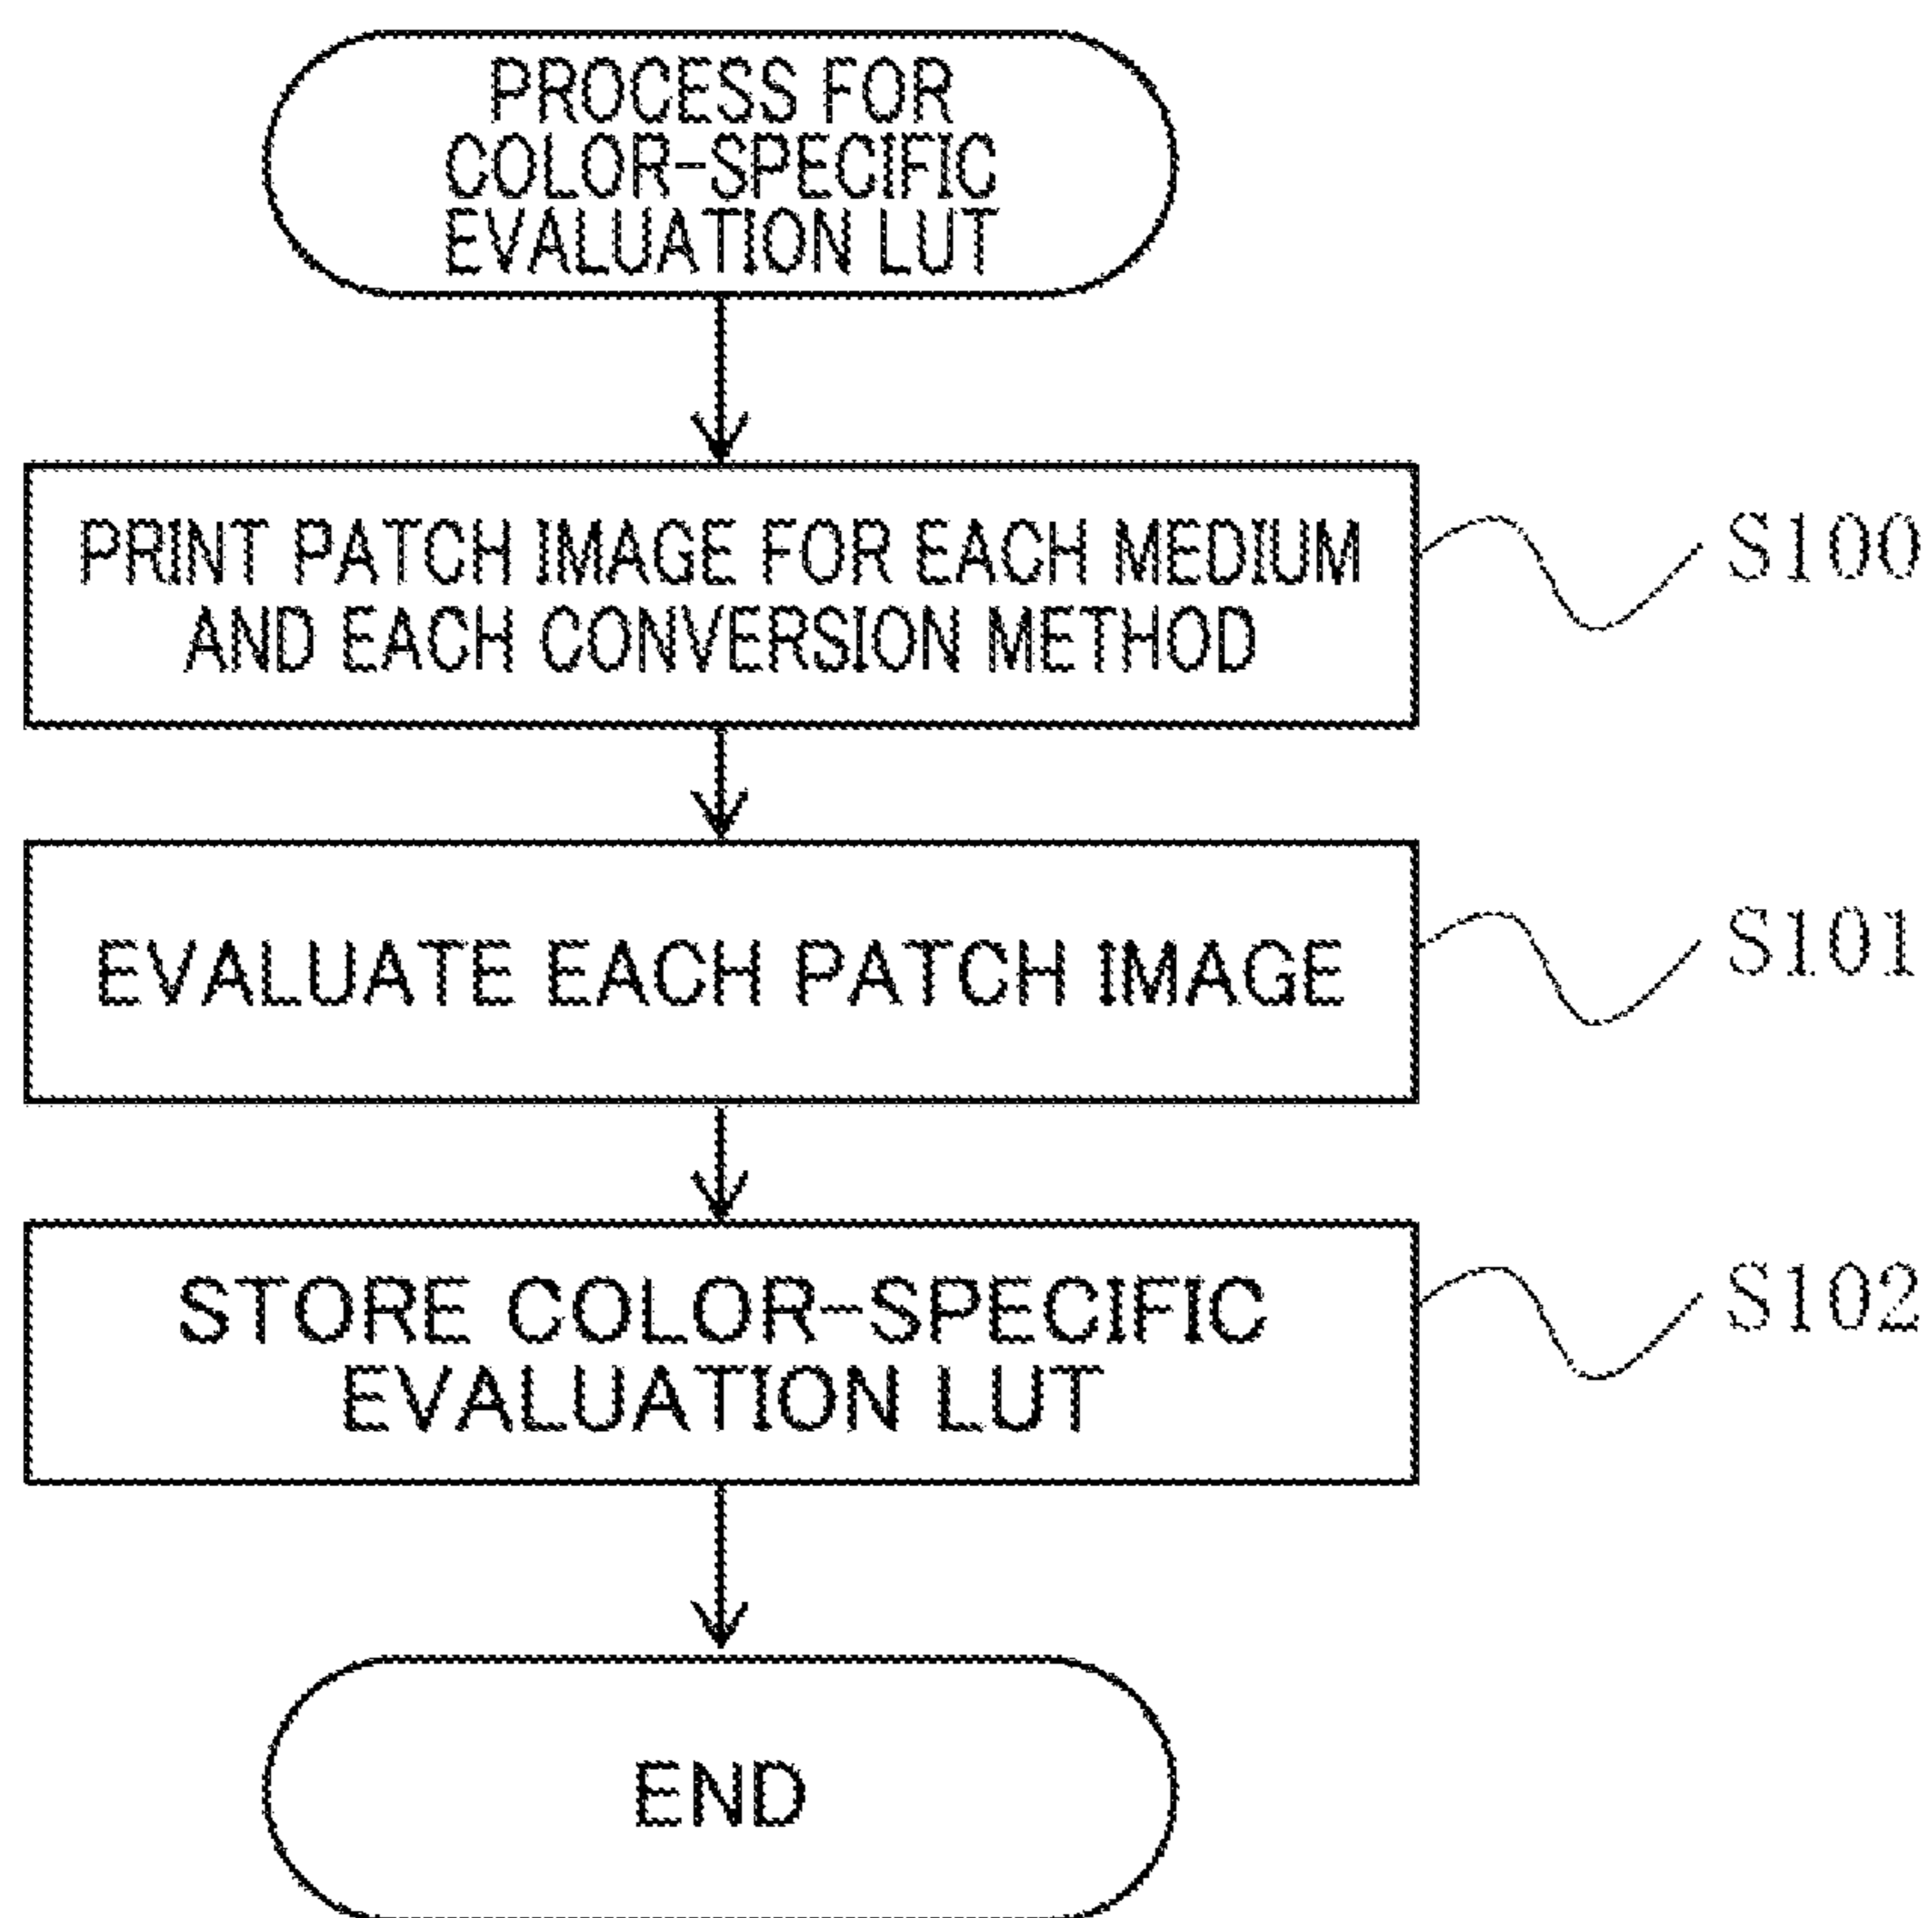 PROCESS FOR
COLOR-SPECIFIC
EVALUATION LUT
PRINT PATCH IMAGE FOR EACH MEDIUM
AND EACH CONVERSION METHOD
S100
EVALUATE EACH PATCH IMAGE
S101
STORE COLOR-SPECIFIC
EVALUATION LUT
S102
END